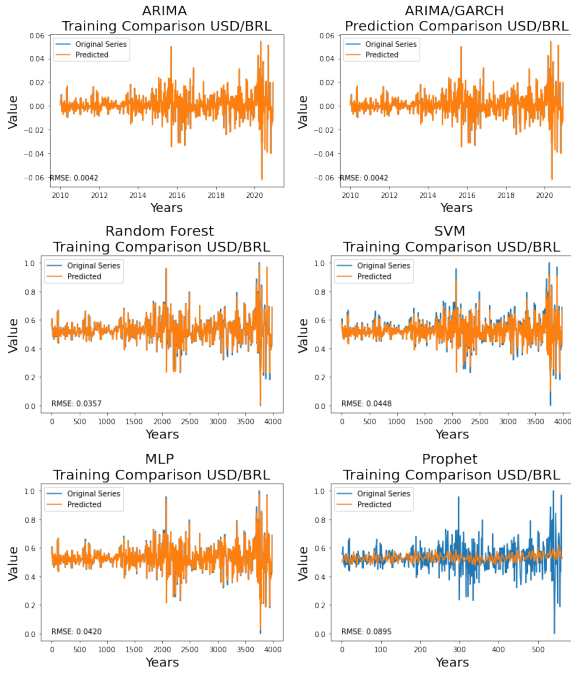 ARIMA
Training Comparison USD/BRL
Original Series
Predicted
0.06
0.04
0.02
0.00
−0.02
−0.04
−0.06
Value
RMSE: 0.0042
2010 2012 2014 2016 2018 2020
Years
ARIMA/GARCH
Prediction Comparison USD/BRL
Original Series
Predicted
0.06
0.04
0.02
0.00
−0.02
−0.04
−0.06
Value
RMSE: 0.0042
2010 2012 2014 2016 2018 2020
Years
Random Forest
Training Comparison USD/BRL
Original Series
Predicted
1.0
0.8
0.6
0.4
0.2
0.0
Value
RMSE: 0.0357
0 500 1000 1500 2000 2500 3000 3500 4000
Years
SVM
Training Comparison USD/BRL
Original Series
Predicted
1.0
0.8
0.6
0.4
0.2
0.0
Value
RMSE: 0.0448
0 500 1000 1500 2000 2500 3000 3500 4000
Years
MLP
Training Comparison USD/BRL
Original Series
Predicted
1.0
0.8
0.6
0.4
0.2
0.0
Value
RMSE: 0.0420
0 500 1000 1500 2000 2500 3000 3500 4000
Years
Prophet
Training Comparison USD/BRL
Original Series
Predicted
1.0
0.8
0.6
0.4
0.2
0.0
Value
RMSE: 0.0895
0 100 200 300 400 500
Years